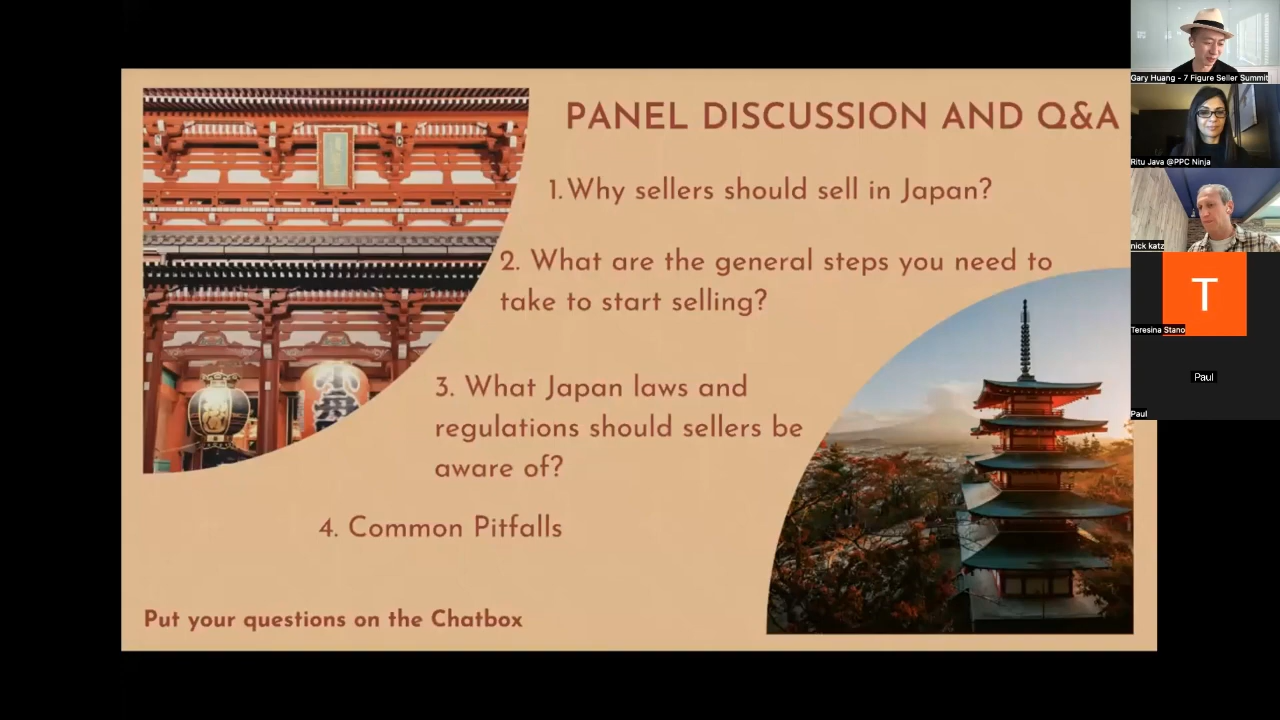 PANEL DISCUSSION AND Q&A
1. Why sellers should sell in Japan?
2. What are the general steps you need to
take to start selling?
3. What Japan laws and
regulations should sellers be
aware of?
4. Common Pitfalls
Put your questions on the Chatbox
Gary Huang - 7 Figure Seller Summit
Ritu Java @PPC Ninja
nick katz
T
Teresina Stano
Paul
Paul